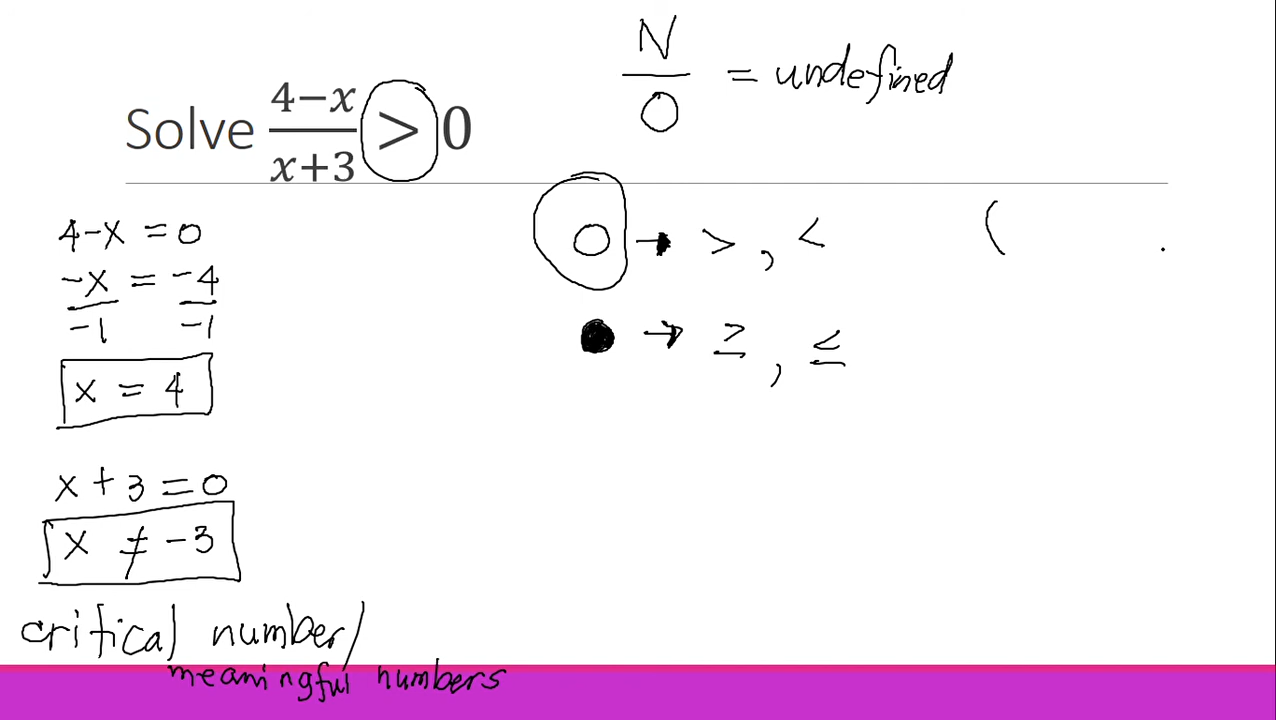 N
—
0
= undefined
Solve (4−x)/(x+3) > 0
4-x = 0
-x/-1 = -4/-1
x = 4
x + 3 = 0
x ≠ -3
critical number/
meaningful numbers
○ → >, <
● → ≥, ≤
(